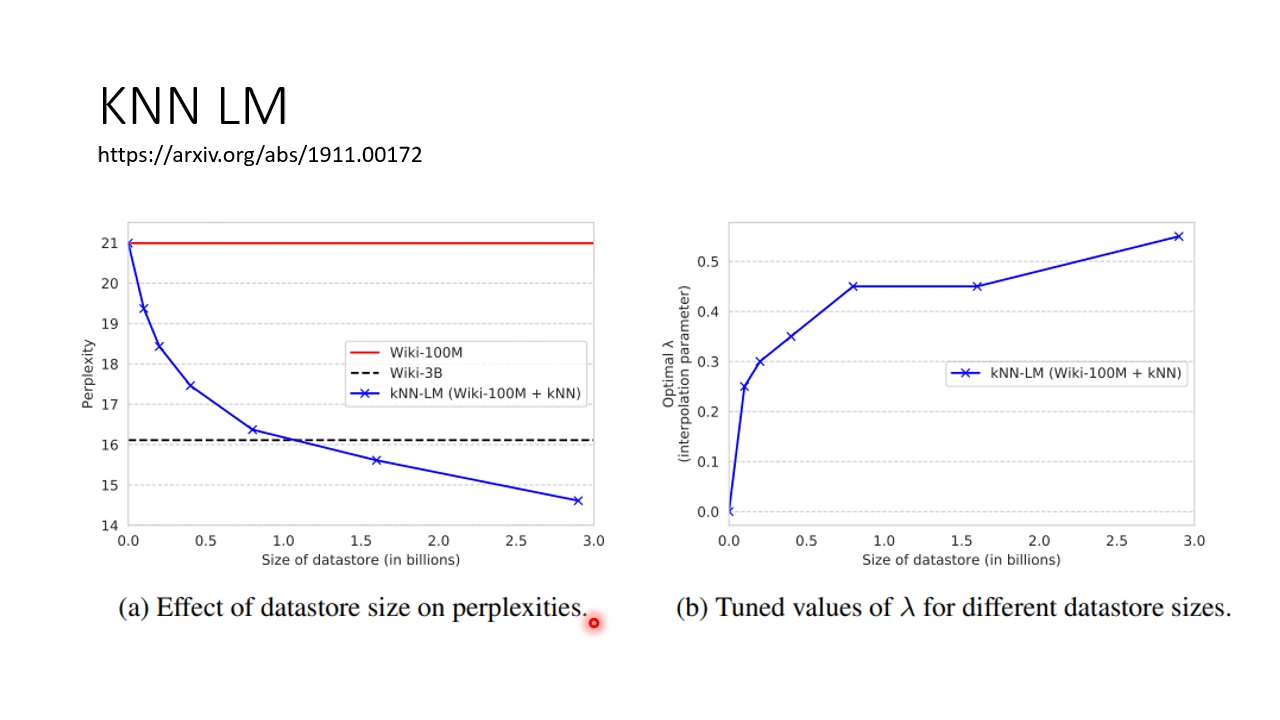 KNN LM
https://arxiv.org/abs/1911.00172
21
20
19
18
17
16
15
14
Perplexity
Wiki-100M
Wiki-3B
kNN-LM (Wiki-100M + kNN)
0.0 0.5 1.0 1.5 2.0 2.5 3.0
Size of datastore (in billions)
(a) Effect of datastore size on perplexities.
0.5
0.4
0.3
0.2
0.1
0.0
Optimal λ
(interpolation parameter)
kNN-LM (Wiki-100M + kNN)
0.0 0.5 1.0 1.5 2.0 2.5 3.0
Size of datastore (in billions)
(b) Tuned values of λ for different datastore sizes.